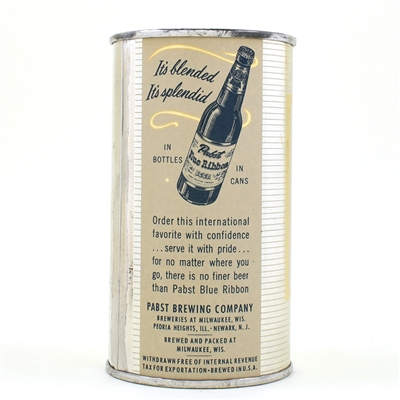 It's blended
It's splendid
Pabst
Blue Ribbon
BEER
IN
BOTTLES
IN
CANS
Order this international
favorite with confidence
...serve it with pride...
for no matter where you
go, there is no finer beer
than Pabst Blue Ribbon
PABST BREWING COMPANY
BREWERIES AT MILWAUKEE, WIS.
PEORIA HEIGHTS, ILL. - NEWARK, N. J.
BREWED AND PACKED AT
MILWAUKEE, WIS.
WITHDRAWN FREE OF INTERNAL REVENUE
TAX FOR EXPORTATION • BREWED IN U.S.A.